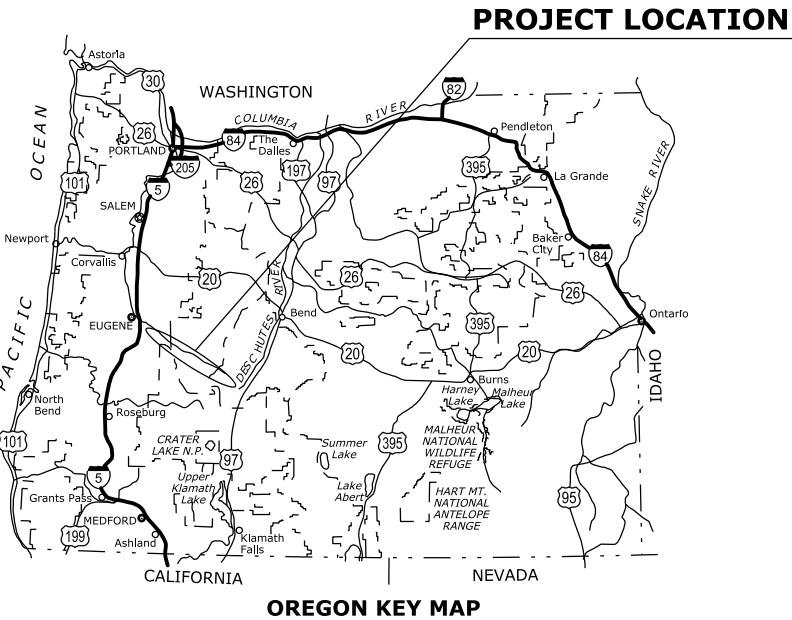 PROJECT LOCATION
Astoria
30
WASHINGTON
82
COLUMBIA
RIVER
OCEAN
26
PORTLAND
84
The
Dalles
Pendleton
205
197
97
395
La Grande
101
5
26
SNAKE RIVER
SALEM
Newport
Corvallis
Baker
City
84
20
RIVER
26
26
PACIFIC
EUGENE
Bend
395
Ontario
DESCHUTES
20
20
IDAHO
Burns
North
Bend
Harney
Lake
Malheur
Lake
Roseburg
101
CRATER
LAKE N.P.
Summer
Lake
395
MALHEUR
NATIONAL
WILDLIFE
REFUGE
97
5
Upper
Klamath
Lake
Lake
Abert
HART MT.
NATIONAL
ANTELOPE
RANGE
95
Grants Pass
MEDFORD
199
Ashland
Klamath
Falls
CALIFORNIA
NEVADA
OREGON KEY MAP